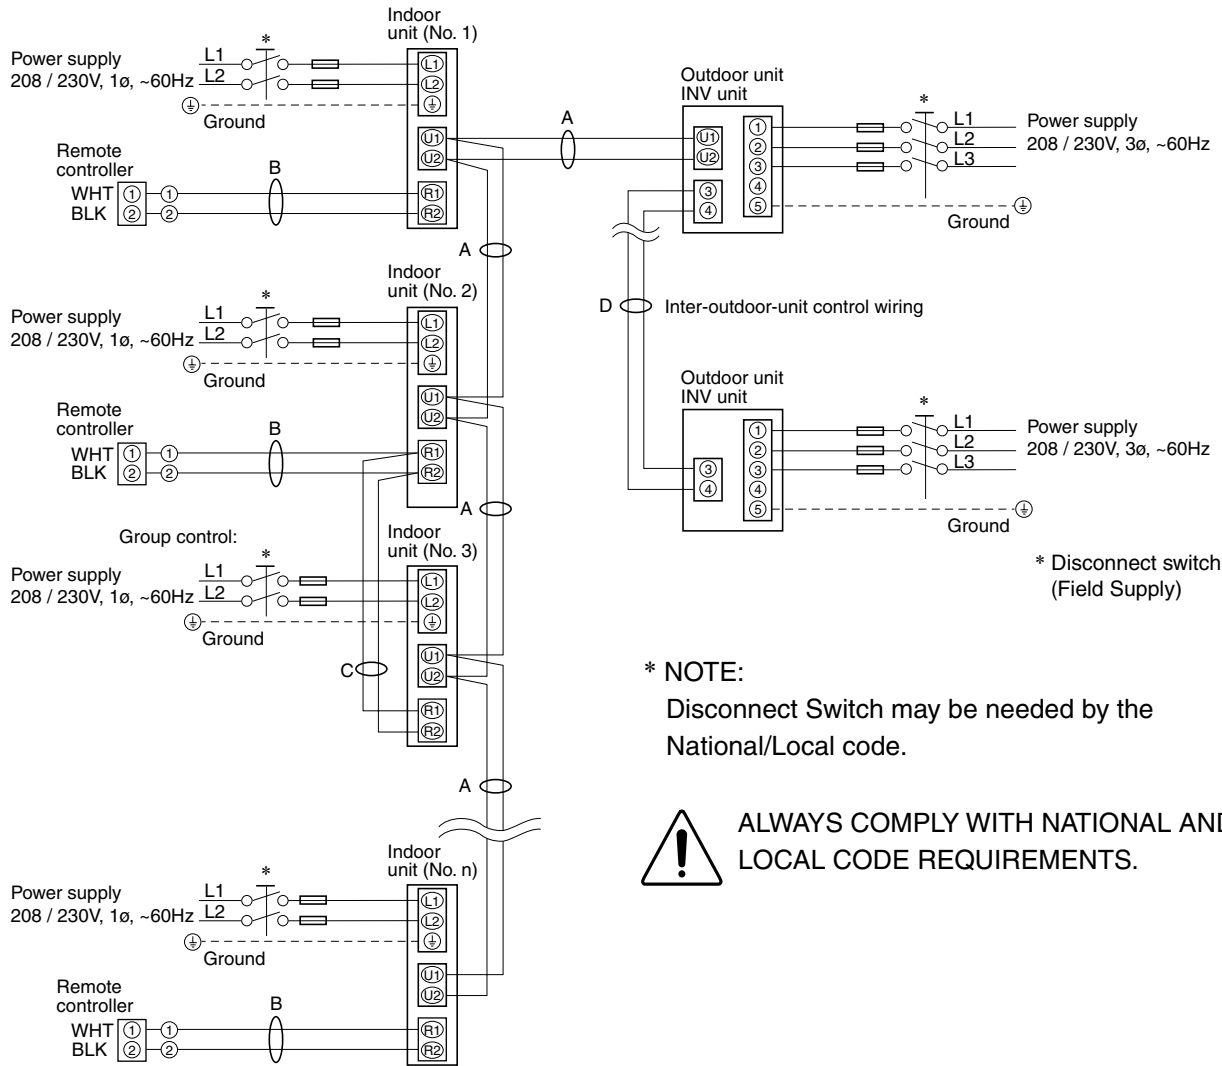 Indoor
unit (No. 1)
*
Power supply
208 / 230V, 1ø, ~60Hz
L1
L2
Ground
L1
L2
U1
U2
R1
R2
Remote
controller
WHT 1 1
BLK 2 2
B
A
A
Outdoor unit
INV unit
U1
U2
3
4
1
2
3
4
5
*
L1
L2
L3
Power supply
208 / 230V, 3ø, ~60Hz
Ground
Indoor
unit (No. 2)
*
Power supply
208 / 230V, 1ø, ~60Hz
L1
L2
Ground
L1
L2
U1
U2
R1
R2
Remote
controller
WHT 1 1
BLK 2 2
B
A
D
Inter-outdoor-unit control wiring
Outdoor unit
INV unit
3
4
1
2
3
4
5
*
L1
L2
L3
Power supply
208 / 230V, 3ø, ~60Hz
Ground
Group control:
Indoor
unit (No. 3)
*
Power supply
208 / 230V, 1ø, ~60Hz
L1
L2
Ground
L1
L2
U1
U2
R1
R2
C
A
* Disconnect switch
(Field Supply)
* NOTE:
Disconnect Switch may be needed by the
National/Local code.
ALWAYS COMPLY WITH NATIONAL AND
LOCAL CODE REQUIREMENTS.
Indoor
unit (No. n)
*
Power supply
208 / 230V, 1ø, ~60Hz
L1
L2
Ground
L1
L2
U1
U2
R1
R2
Remote
controller
WHT 1 1
BLK 2 2
B